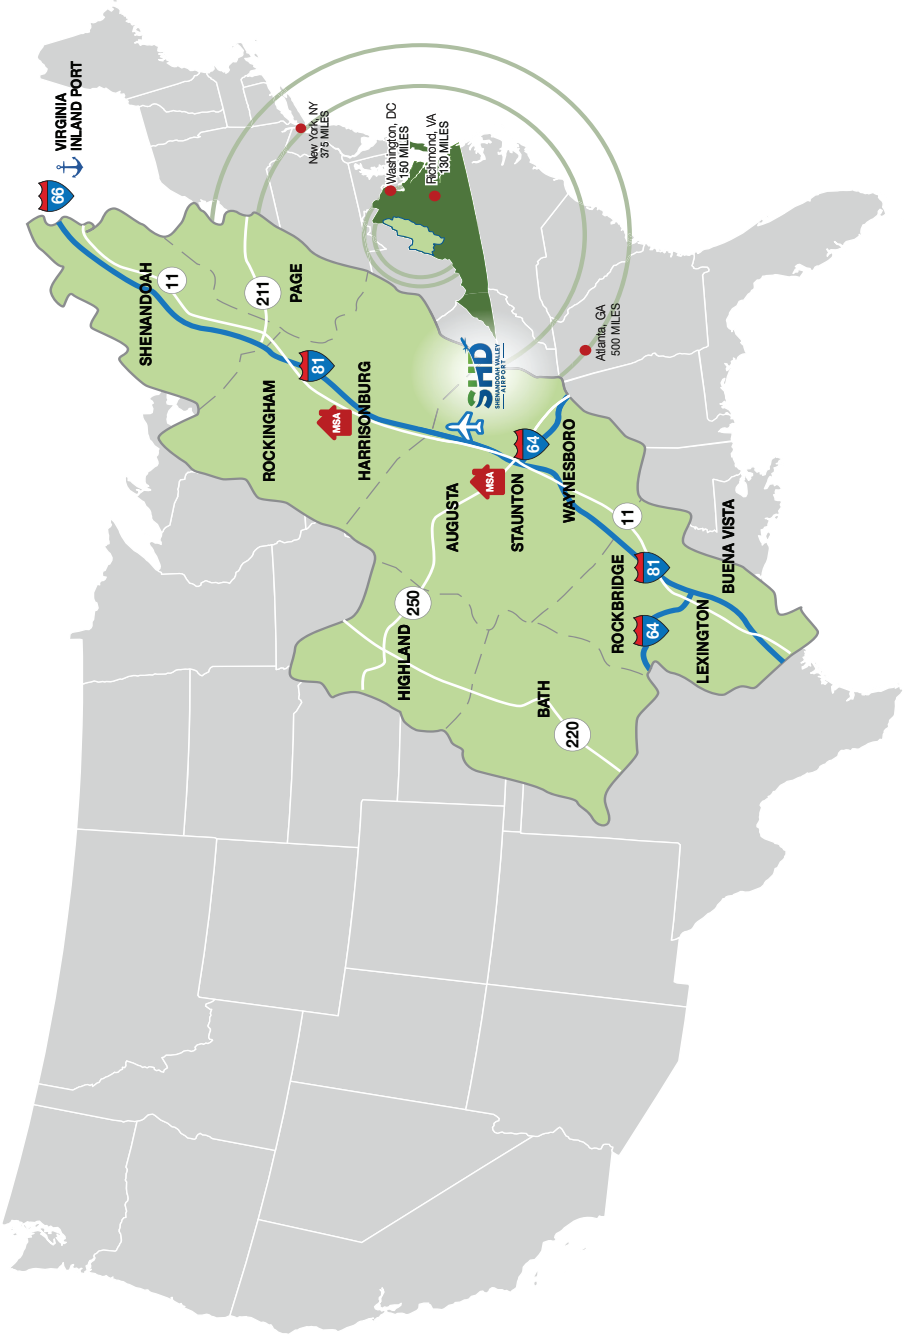 66
VIRGINIA
INLAND PORT
New York, NY
375 MILES
Washington, DC
150 MILES
Richmond, VA
130 MILES
Atlanta, GA
500 MILES
SHENANDOAH
11
211
PAGE
81
ROCKINGHAM
MSA
HARRISONBURG
SHD
SHENANDOAH VALLEY
AIRPORT
64
AUGUSTA
MSA
STAUNTON
WAYNESBORO
11
250
HIGHLAND
ROCKBRIDGE
81
64
BUENA VISTA
LEXINGTON
BATH
220